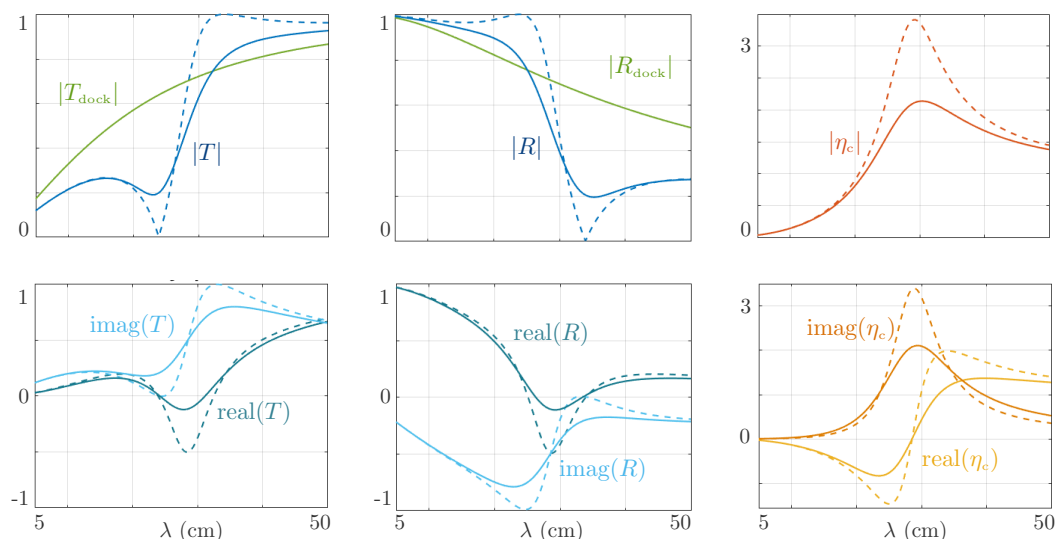 1
|T_dock|
|T|
0
1
|R_dock|
|R|
0
3
|η_c|
0
1
imag(T)
0
real(T)
-1
5
50
λ (cm)
1
real(R)
0
imag(R)
-1
5
50
λ (cm)
3
imag(η_c)
0
real(η_c)
5
50
λ (cm)